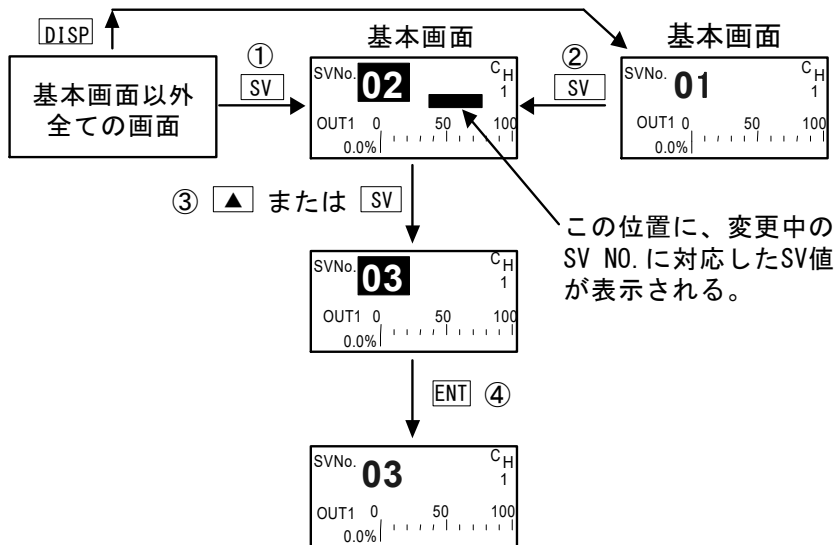 DISP
基本画面
基本画面
基本画面以外
全ての画面
①
SV
SVNo. 02 CH
1
OUT1 0 50 100
0.0%
②
SV
SVNo. 01 CH
1
OUT1 0 50 100
0.0%
③ ▲ または SV
この位置に、変更中の
SV NO.に対応したSV値
が表示される。
SVNo. 03 CH
1
OUT1 0 50 100
0.0%
ENT ④
SVNo. 03 CH
1
OUT1 0 50 100
0.0%